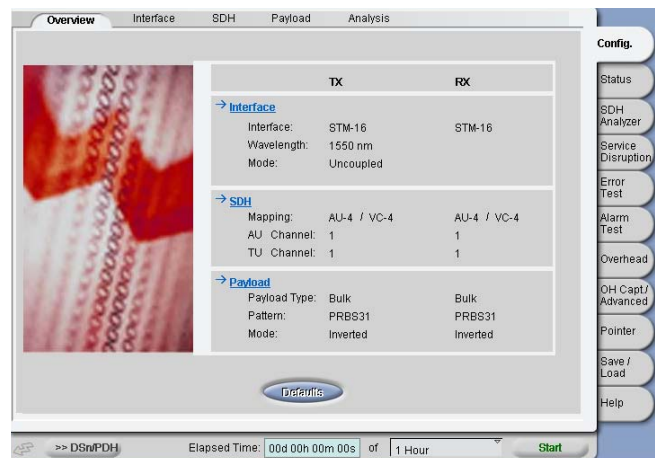 Overview Interface SDH Payload Analysis
Config.
Status
SDH Analyzer
Service Disruption
Error Test
Alarm Test
Overhead
OH Capt./ Advanced
Pointer
Save / Load
Help
TX RX
→ Interface
Interface: STM-16 STM-16
Wavelength: 1550 nm
Mode: Uncoupled
→ SDH
Mapping: AU-4 / VC-4 AU-4 / VC-4
AU Channel: 1 1
TU Channel: 1 1
→ Payload
Payload Type: Bulk Bulk
Pattern: PRBS31 PRBS31
Mode: Inverted Inverted
Defaults
>> DSn/PDH Elapsed Time: 00d 00h 00m 00s of 1 Hour Start